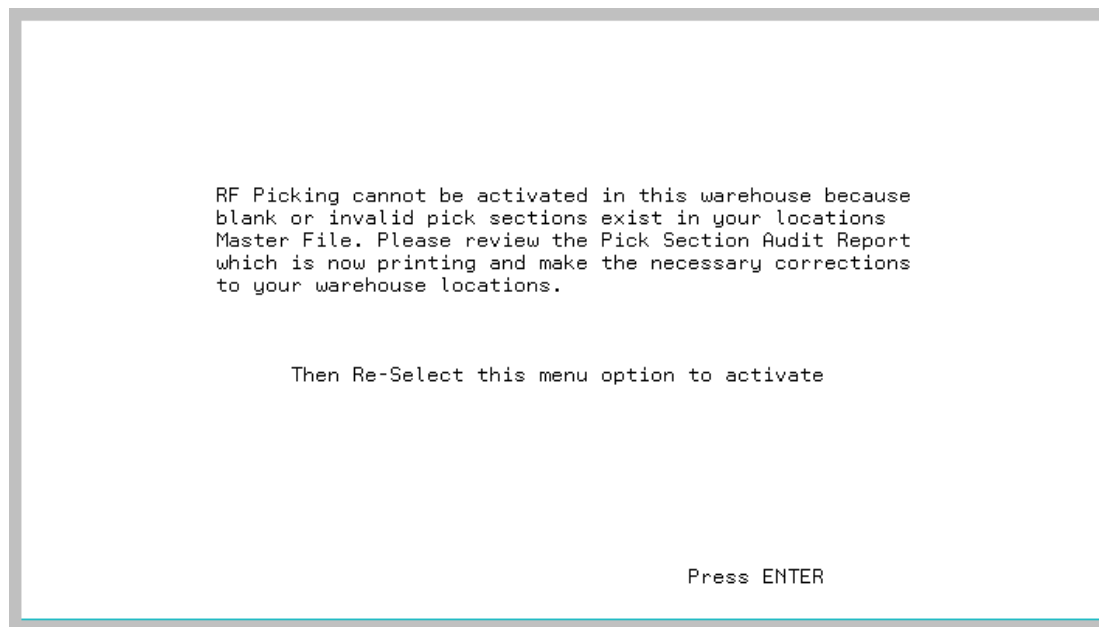 RF Picking cannot be activated in this warehouse because
blank or invalid pick sections exist in your locations
Master File. Please review the Pick Section Audit Report
which is now printing and make the necessary corrections
to your warehouse locations.
Then Re-Select this menu option to activate
Press ENTER